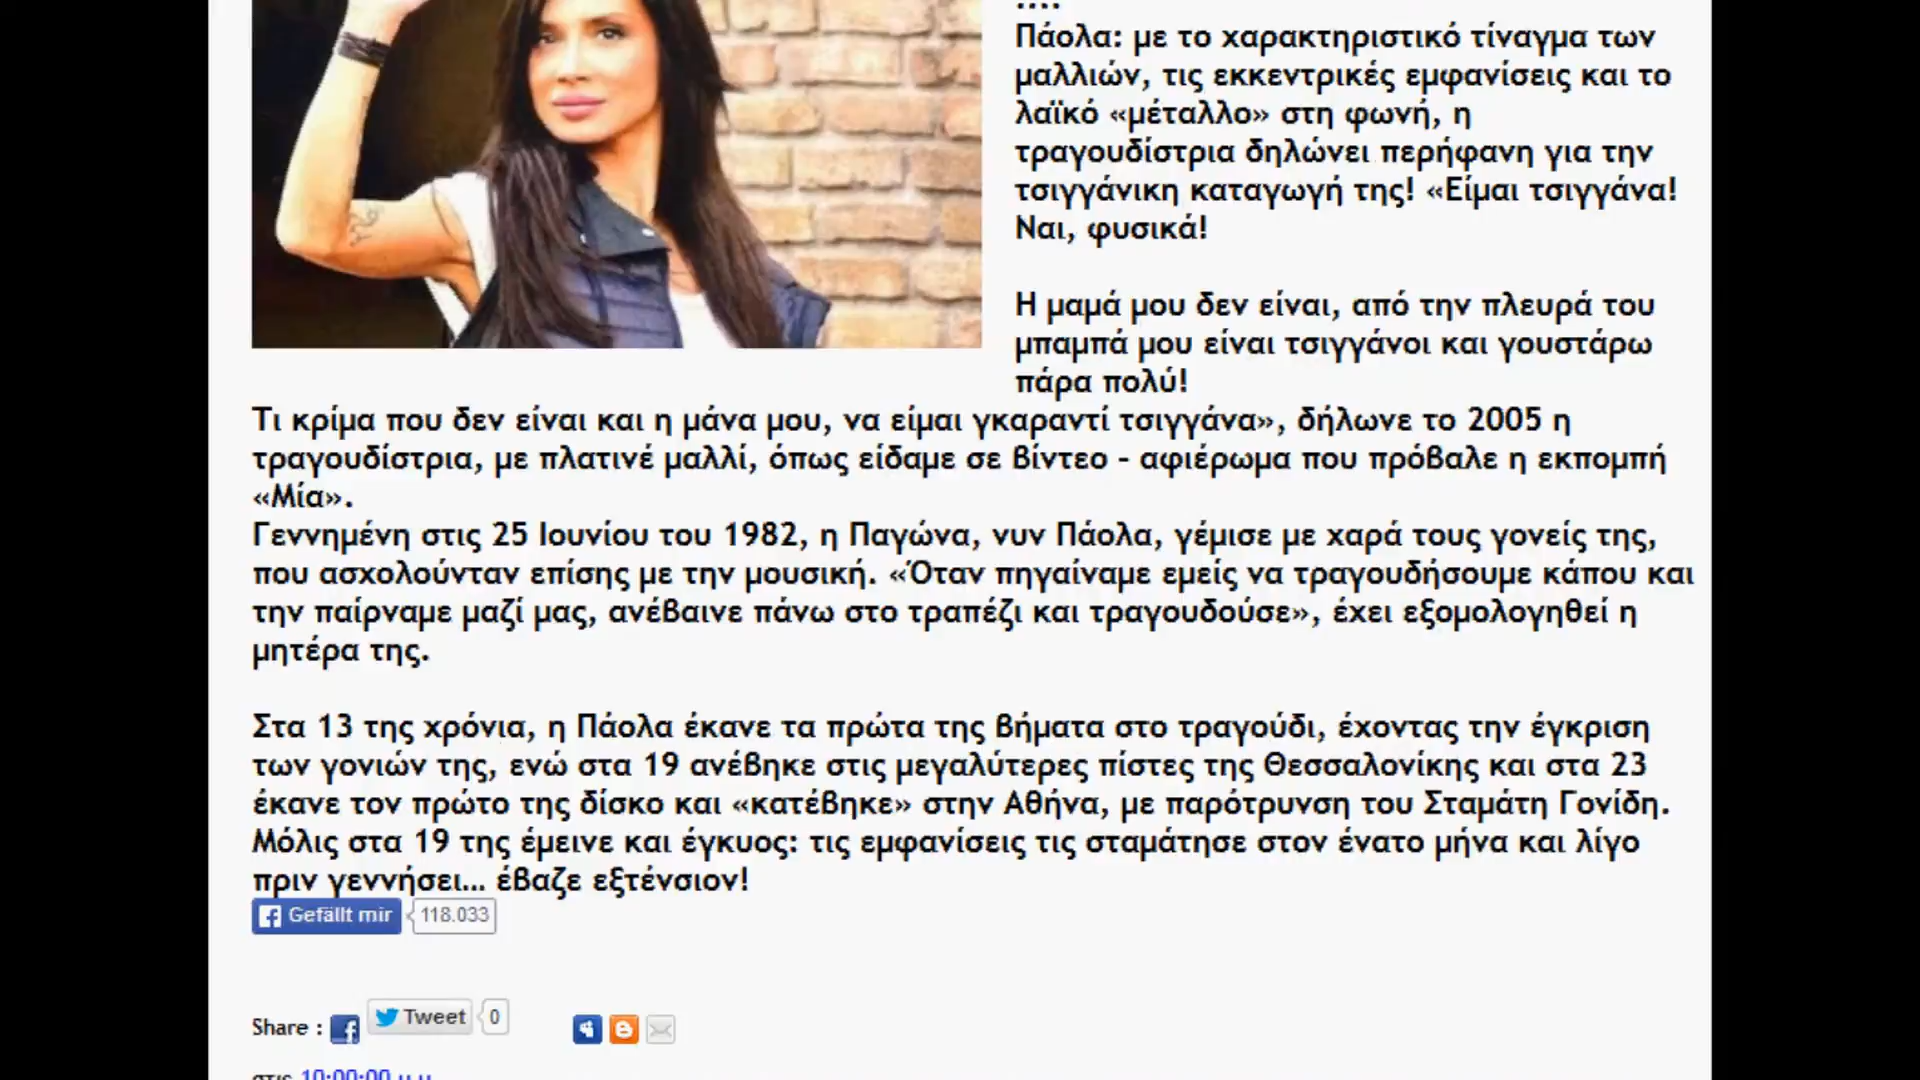 ....
Πάολα: με το χαρακτηριστικό τίναγμα των
μαλλιών, τις εκκεντρικές εμφανίσεις και το
λαϊκό «μέταλλο» στη φωνή, η
τραγουδίστρια δηλώνει περήφανη για την
τσιγγάνικη καταγωγή της! «Είμαι τσιγγάνα!
Ναι, φυσικά!
Η μαμά μου δεν είναι, από την πλευρά του
μπαμπά μου είναι τσιγγάνοι και γουστάρω
πάρα πολύ!
Τι κρίμα που δεν είναι και η μάνα μου, να είμαι γκαραντί τσιγγάνα», δήλωνε το 2005 η
τραγουδίστρια, με πλατινέ μαλλί, όπως είδαμε σε βίντεο - αφιέρωμα που πρόβαλε η εκπομπή
«Μία».
Γεννημένη στις 25 Ιουνίου του 1982, η Παγώνα, νυν Πάολα, γέμισε με χαρά τους γονείς της,
που ασχολούνταν επίσης με την μουσική. «Όταν πηγαίναμε εμείς να τραγουδήσουμε κάπου και
την παίρναμε μαζί μας, ανέβαινε πάνω στο τραπέζι και τραγουδούσε», έχει εξομολογηθεί η
μητέρα της.
Στα 13 της χρόνια, η Πάολα έκανε τα πρώτα της βήματα στο τραγούδι, έχοντας την έγκριση
των γονιών της, ενώ στα 19 ανέβηκε στις μεγαλύτερες πίστες της Θεσσαλονίκης και στα 23
έκανε τον πρώτο της δίσκο και «κατέβηκε» στην Αθήνα, με παρότρυνση του Σταμάτη Γονίδη.
Μόλις στα 19 της έμεινε και έγκυος: τις εμφανίσεις τις σταμάτησε στον ένατο μήνα και λίγο
πριν γεννήσει... έβαζε εξτένσιον!
Gefällt mir 118.033
Share : Tweet 0
στις 10:00:00 μ.μ.